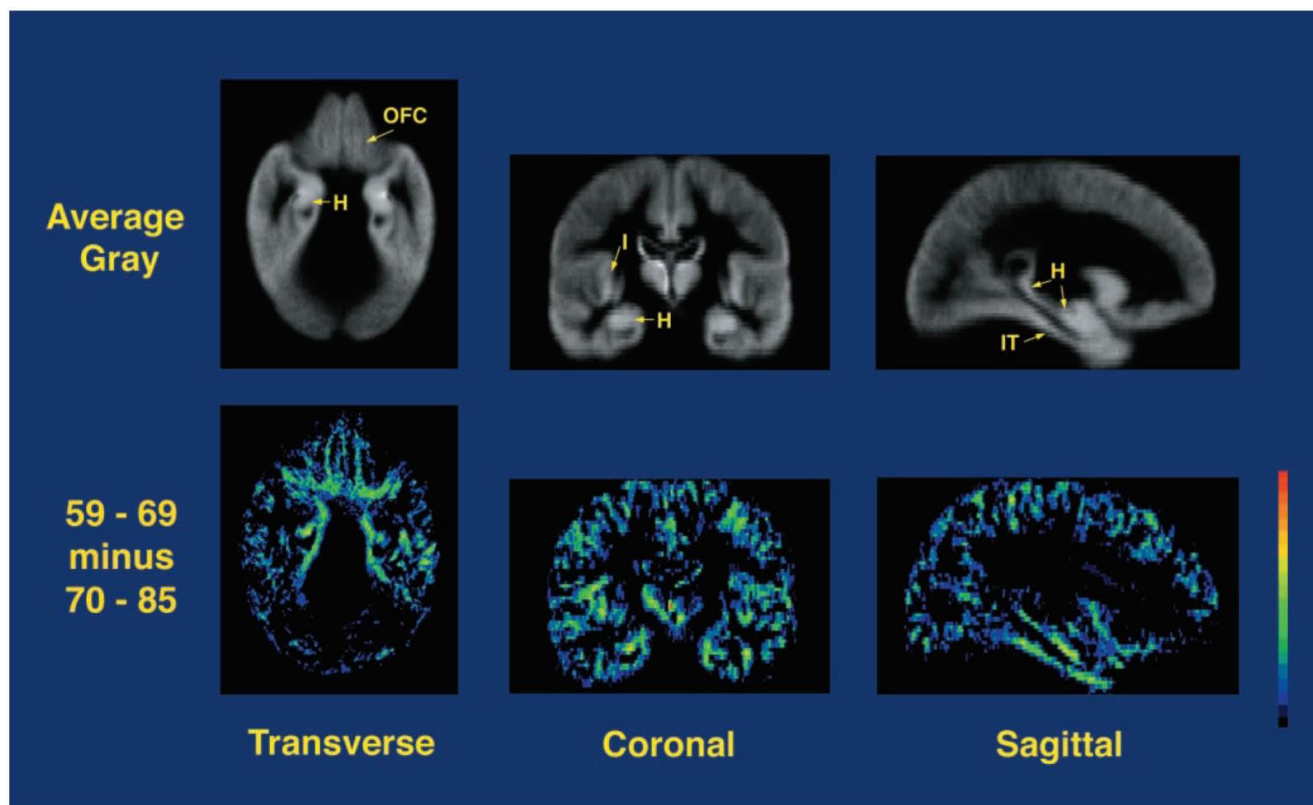 OFC
H
Average
Gray
I
H
H
IT
59 - 69
minus
70 - 85
Transverse
Coronal
Sagittal